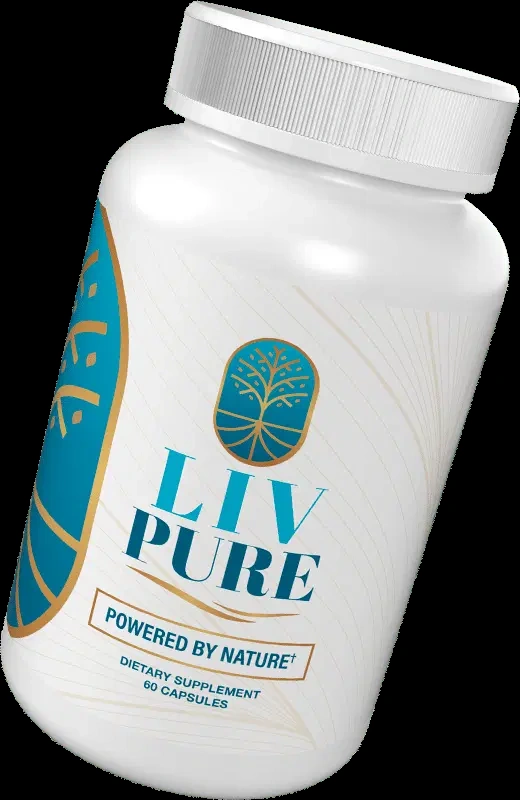 LIV
PURE
POWERED BY NATURE†
DIETARY SUPPLEMENT
60 CAPSULES